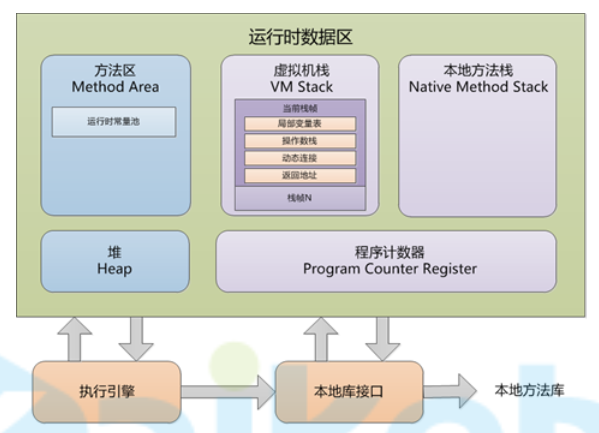 运行时数据区
方法区
Method Area
运行时常量池
虚拟机栈
VM Stack
当前栈帧
局部变量表
操作数栈
动态连接
返回地址
栈帧N
本地方法栈
Native Method Stack
堆
Heap
程序计数器
Program Counter Register
执行引擎
本地库接口
本地方法库